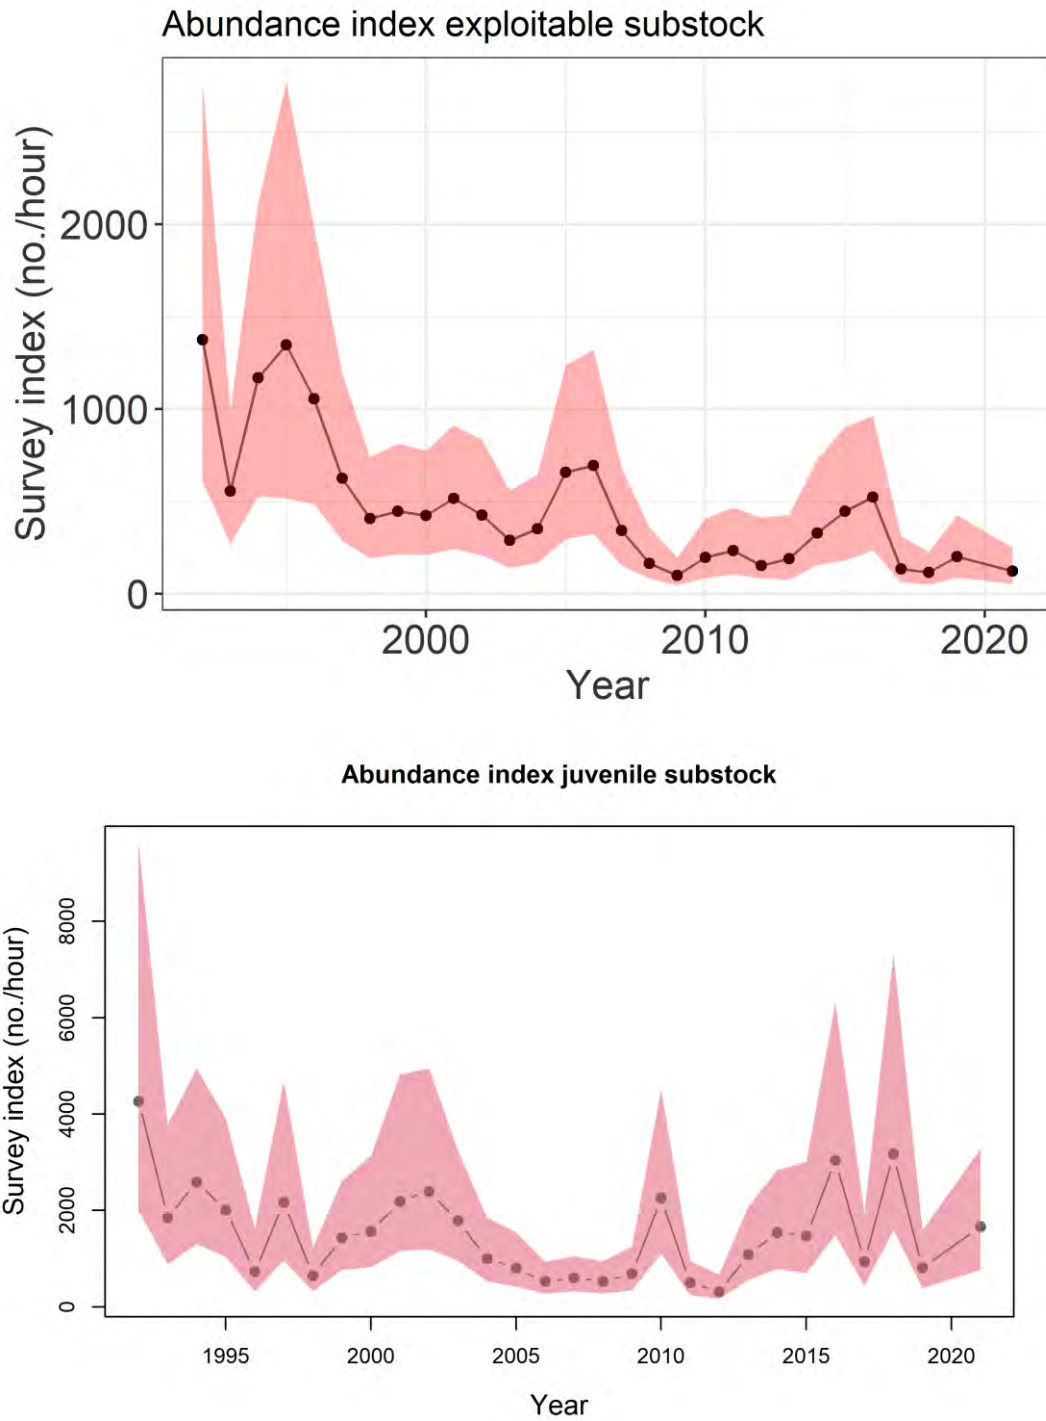 Abundance index exploitable substock
Survey index (no./hour)
2000
1000
0
2000 2010 2020
Year
Abundance index juvenile substock
Survey index (no./hour)
8000
6000
4000
2000
0
1995 2000 2005 2010 2015 2020
Year